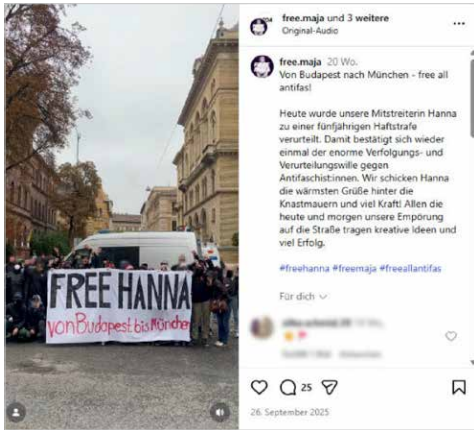 FREE HANNA
von Budapest bis München
free.maja und 3 weitere
Original-Audio
free.maja 20 Wo.
Von Budapest nach München - free all
antifas!
Heute wurde unsere Mitstreiterin Hanna
zu einer fünfjährigen Haftstrafe
verurteilt. Damit bestätigt sich wieder
einmal der enorme Verfolgungs- und
Verurteilungswille gegen
Antifaschist:innen. Wir schicken Hanna
die wärmsten Grüße hinter die
Knastmauern und viel Kraft! Allen die
heute und morgen unsere Empörung
auf die Straße tragen kreative Ideen und
viel Erfolg.
#freehanna #freemaja #freeallantifas
Für dich
25
26. September 2025